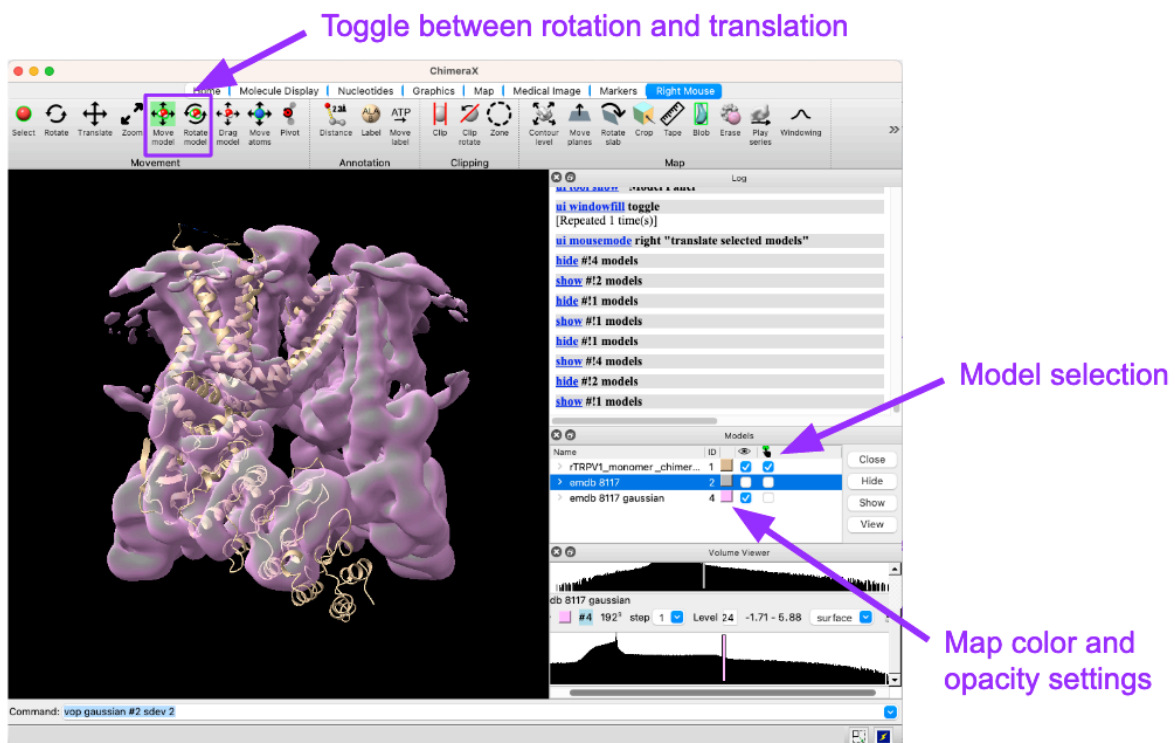 Toggle between rotation and translation
ChimeraX
Home Molecule Display Nucleotides Graphics Map Medical Image Markers Right Mouse
Select Rotate Translate Zoom Move model Rotate model Drag model Move atoms Pivot Distance Label Move label Clip Clip rotate Zone Contour level Move planes Rotate slab Crop Tape Blob Erase Play series Windowing
»
Movement Annotation Clipping Map
Log
ui tool show "Model Panel"
ui windowfill toggle
[Repeated 1 time(s)]
ui mousemode right "translate selected models"
hide #!4 models
show #!2 models
hide #!1 models
show #!1 models
hide #!1 models
show #!4 models
hide #!2 models
show #!1 models
Model selection
Models
Name ID
rTRPV1_monomer_chimer... 1
emdb 8117 2
emdb 8117 gaussian 4
Close
Hide
Show
View
Volume Viewer
db 8117 gaussian
#4 192³ step 1 Level 24 -1.71 - 5.88 surface
Map color and
opacity settings
Command: vop gaussian #2 sdev 2